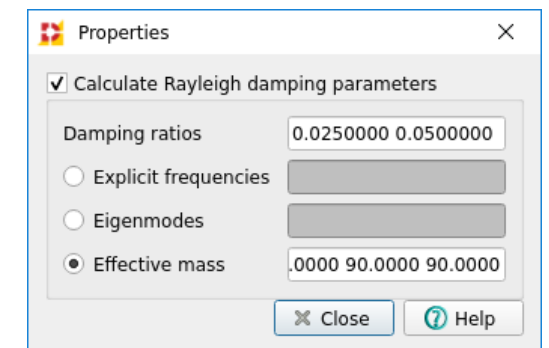 Properties
Calculate Rayleigh damping parameters
Damping ratios 0.0250000 0.0500000
Explicit frequencies
Eigenmodes
Effective mass .0000 90.0000 90.0000
Close Help